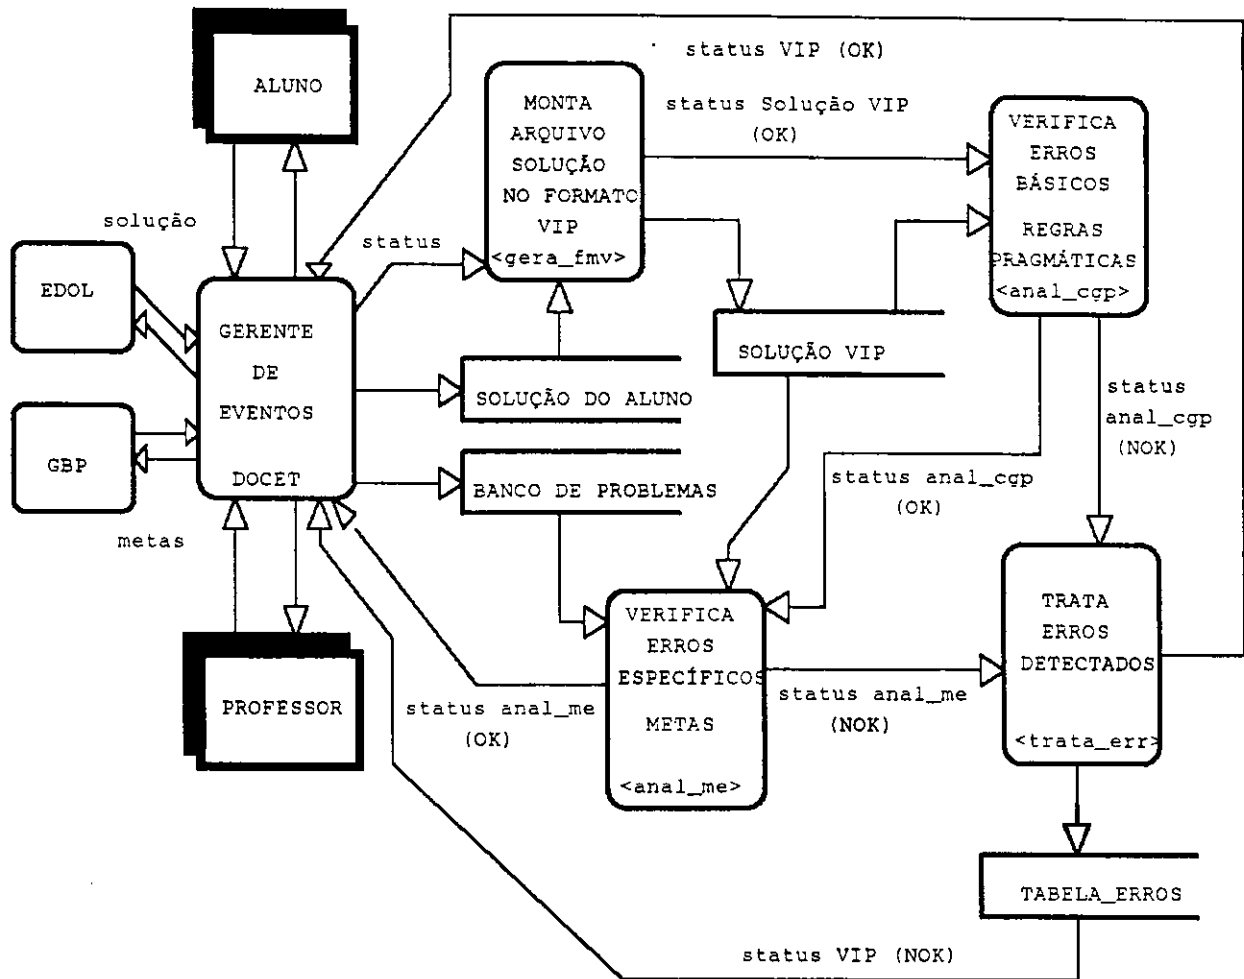 status VIP (OK)
ALUNO
MONTA
ARQUIVO
SOLUÇÃO
NO FORMATO
VIP
<gera_fmv>
status Solução VIP
(OK)
VERIFICA
ERROS
BÁSICOS
REGRAS
PRAGMÁTICAS
<anal_cgp>
solução
status
EDOL
GERENTE
DE
EVENTOS
DOCET
SOLUÇÃO VIP
SOLUÇÃO DO ALUNO
status
anal_cgp
(NOK)
GBP
BANCO DE PROBLEMAS
status anal_cgp
(OK)
metas
VERIFICA
ERROS
ESPECÍFICOS
METAS
<anal_me>
TRATA
ERROS
DETECTADOS
<trata_err>
PROFESSOR
status anal_me
(OK)
status anal_me
(NOK)
TABELA_ERROS
status VIP (NOK)